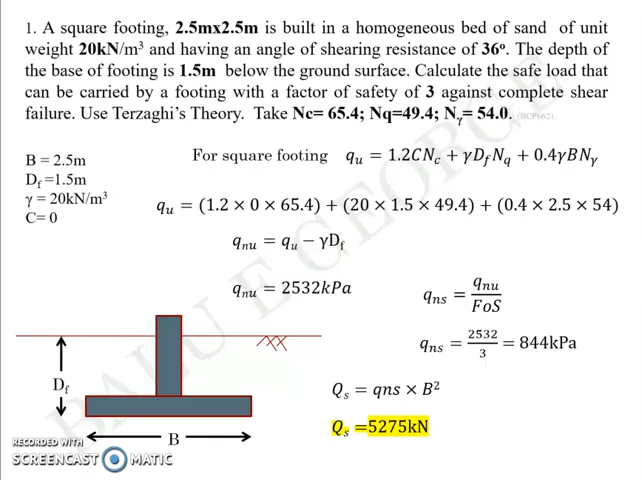 1. A square footing, 2.5mx2.5m is built in a homogeneous bed of sand of unit
weight 20kN/m³ and having an angle of shearing resistance of 36º. The depth of
the base of footing is 1.5m below the ground surface. Calculate the safe load that
can be carried by a footing with a factor of safety of 3 against complete shear
failure. Use Terzaghi's Theory. Take Nc= 65.4; Nq=49.4; Nγ= 54.0. (BCP662).
B = 2.5m
Df =1.5m
γ = 20kN/m³
C= 0
For square footing qu = 1.2CNc + γDfNq + 0.4γBNγ
qu = (1.2 × 0 × 65.4) + (20 × 1.5 × 49.4) + (0.4 × 2.5 × 54)
qnu = qu − γDf
qnu = 2532kPa
qns = qnu/FoS
qns = 2532/3 = 844kPa
Qs = qns × B²
Qs =5275kN
Df
B
BALU E GEORGE
RECORDED WITH
SCREENCAST MATIC